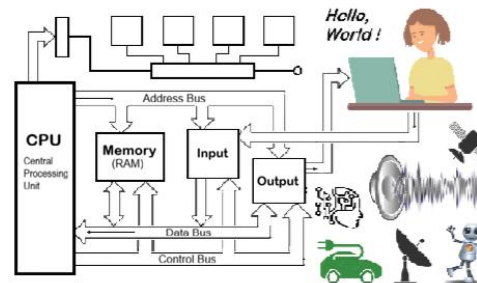 Hello,
World !
Address Bus
CPU
Central
Processing
Unit
Memory
(RAM)
Input
Output
Data Bus
Control Bus